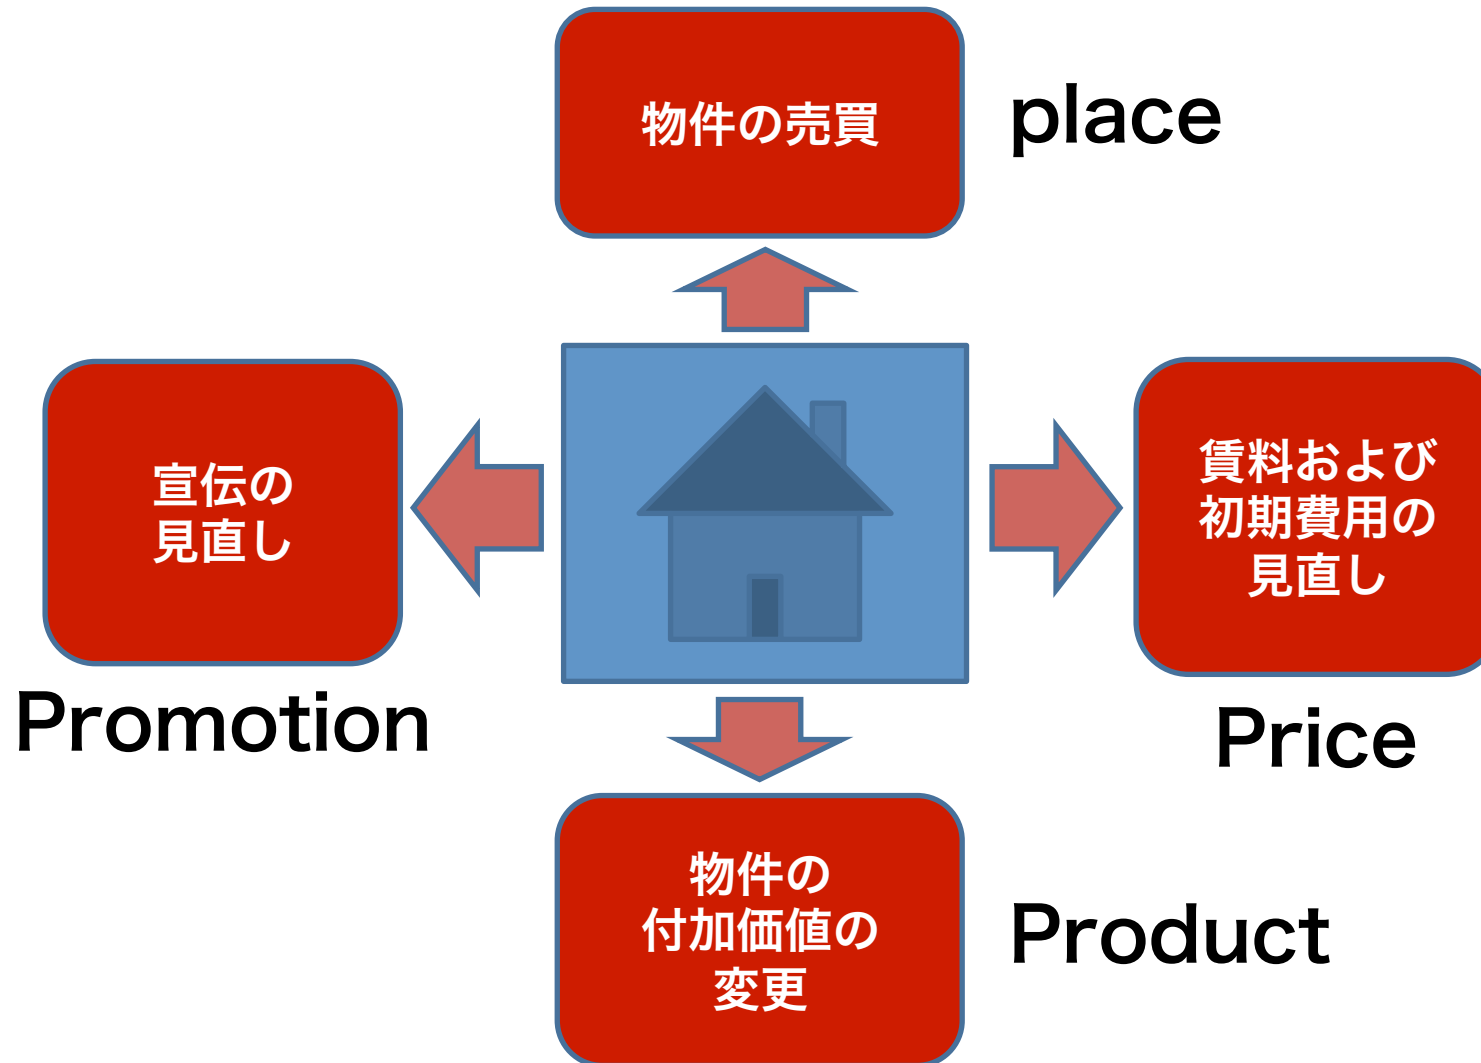 物件の売買
place
宣伝の
見直し
Promotion
賃料および
初期費用の
見直し
Price
物件の
付加価値の
変更
Product